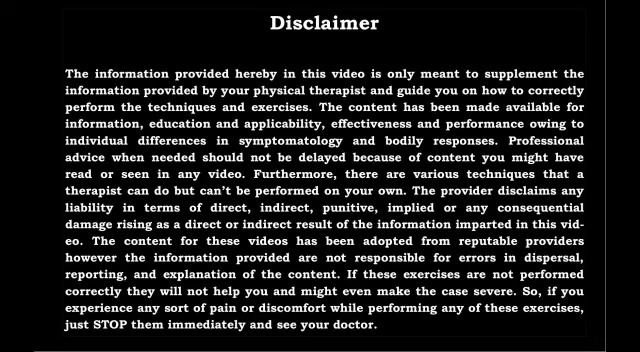 Disclaimer
The information provided hereby in this video is only meant to supplement the
information provided by your physical therapist and guide you on how to correctly
perform the techniques and exercises. The content has been made available for
information, education and applicability, effectiveness and performance owing to
individual differences in symptomatology and bodily responses. Professional
advice when needed should not be delayed because of content you might have
read or seen in any video. Furthermore, there are various techniques that a
therapist can do but can't be performed on your own. The provider disclaims any
liability in terms of direct, indirect, punitive, implied or any consequential
damage rising as a direct or indirect result of the information imparted in this vid-
eo. The content for these videos has been adopted from reputable providers
however the information provided are not responsible for errors in dispersal,
reporting, and explanation of the content. If these exercises are not performed
correctly they will not help you and might even make the case severe. So, if you
experience any sort of pain or discomfort while performing any of these exercises,
just STOP them immediately and see your doctor.